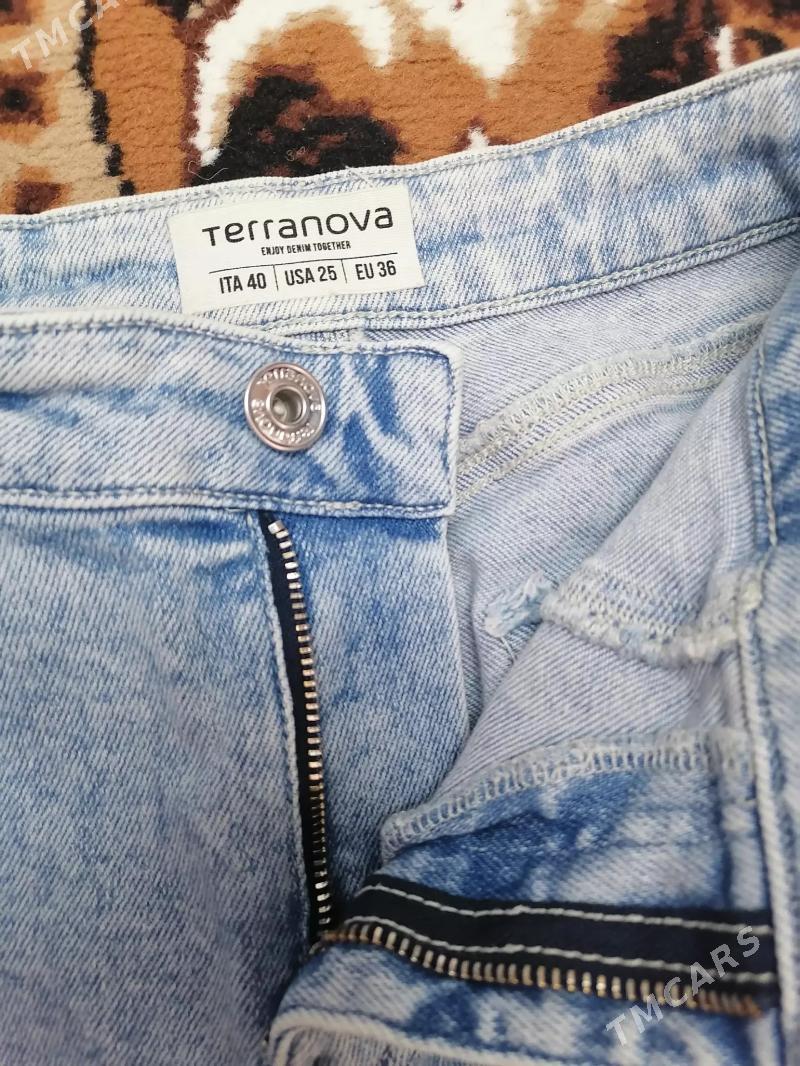 TMCARS
Terranova
ENJOY DENIM TOGETHER
ITA 40 | USA 25 | EU 36
TMCARS